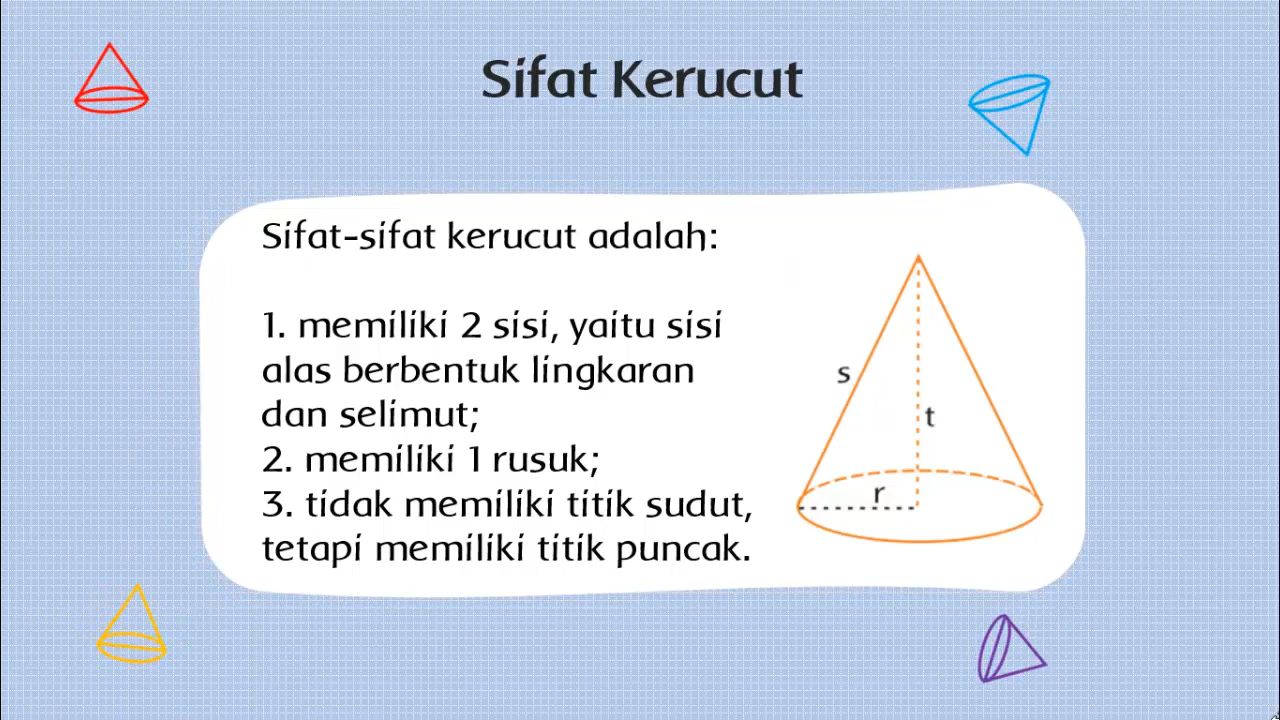 Sifat Kerucut
Sifat-sifat kerucut adalah:
1. memiliki 2 sisi, yaitu sisi
alas berbentuk lingkaran
dan selimut;
2. memiliki 1 rusuk;
3. tidak memiliki titik sudut,
tetapi memiliki titik puncak.
s
t
r